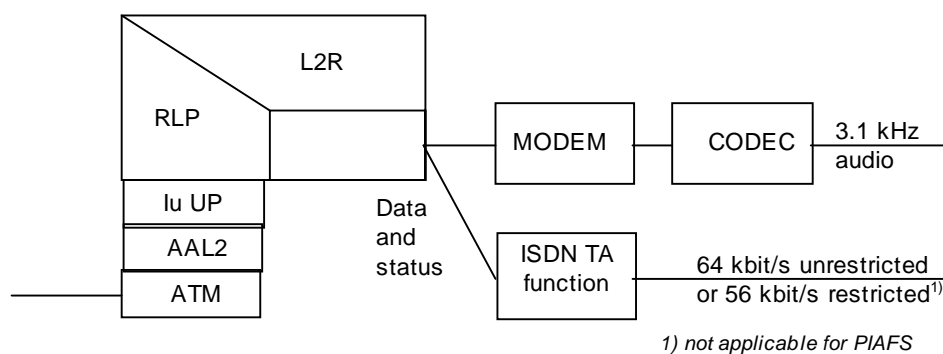 L2R
RLP
MODEM
CODEC
3.1 kHz
audio
Iu UP
AAL2
ATM
Data
and
status
ISDN TA
function
64 kbit/s unrestricted
or 56 kbit/s restricted1)
1) not applicable for PIAFS